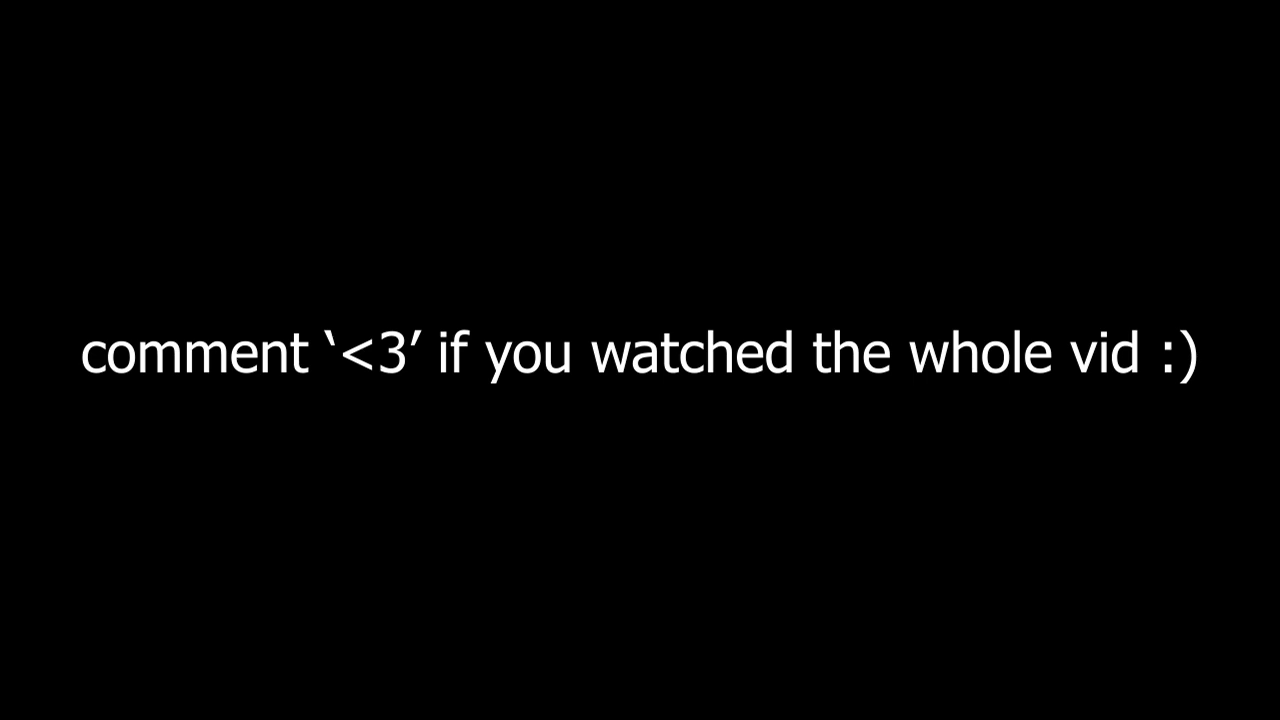 comment ‘<3’ if you watched the whole vid :)